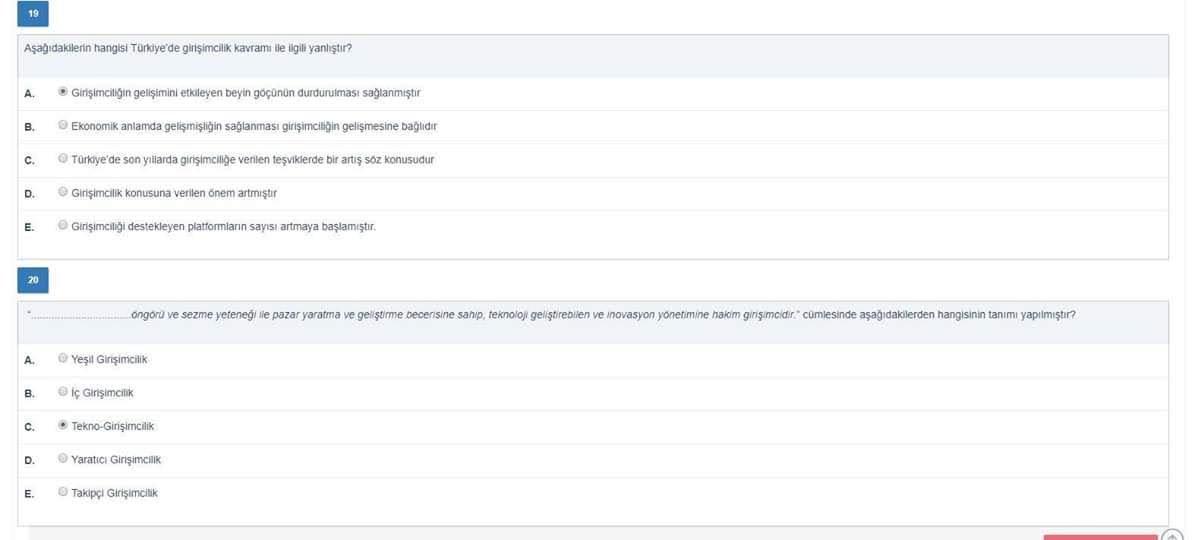 19
Aşağıdakilerin hangisi Türkiye'de girişimcilik kavramı ile ilgili yanlıştır?
A. Girişimciliğin gelişimini etkileyen beyin göçünün durdurulması sağlanmıştır
B. Ekonomik anlamda gelişmişliğin sağlanması girişimciliğin gelişmesine bağlıdır
C. Türkiye'de son yıllarda girişimciliğe verilen teşviklerde bir artış söz konusudur
D. Girişimcilik konusuna verilen önem artmıştır
E. Girişimciliği destekleyen platformların sayısı artmaya başlamıştır.
20
"..................................öngörü ve sezme yeteneği ile pazar yaratma ve geliştirme becerisine sahip, teknoloji geliştirebilen ve inovasyon yönetimine hakim girişimcidir." cümlesinde aşağıdakilerden hangisinin tanımı yapılmıştır?
A. Yeşil Girişimcilik
B. İç Girişimcilik
C. Tekno-Girişimcilik
D. Yaratıcı Girişimcilik
E. Takipçi Girişimcilik